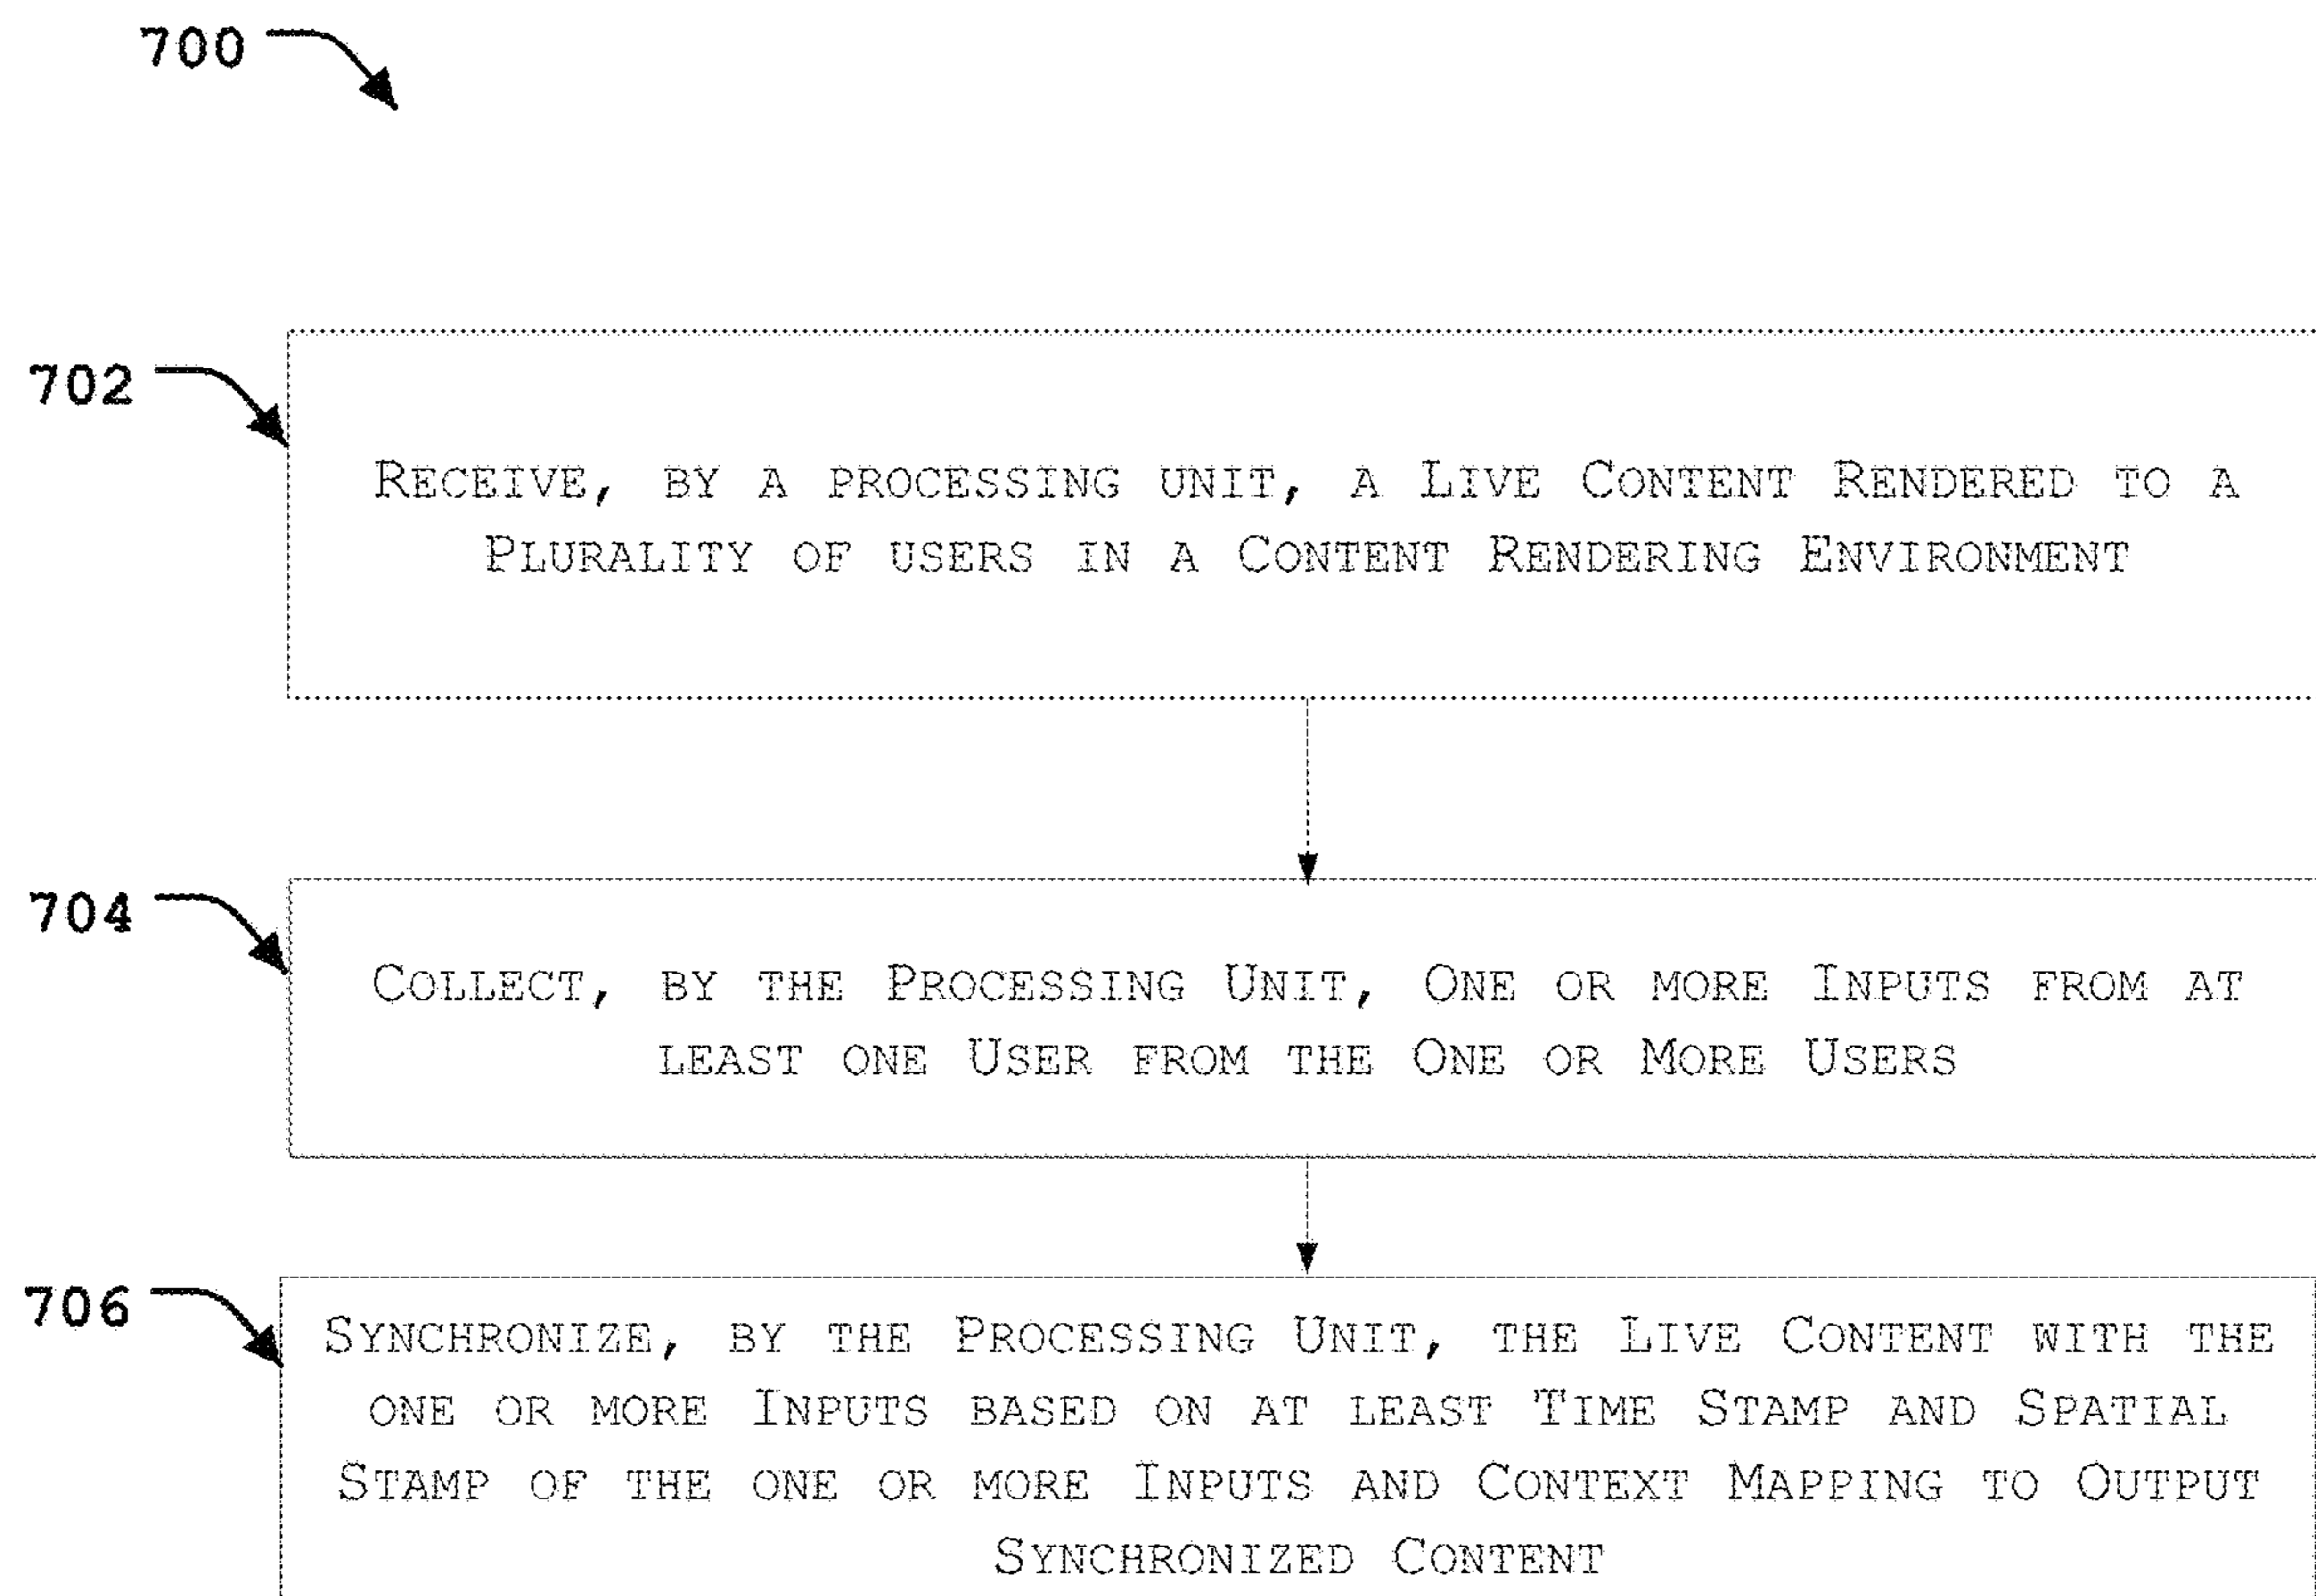 700
702
RECEIVE, BY A PROCESSING UNIT, A LIVE CONTENT RENDERED TO A
PLURALITY OF USERS IN A CONTENT RENDERING ENVIRONMENT
704
COLLECT, BY THE PROCESSING UNIT, ONE OR MORE INPUTS FROM AT
LEAST ONE USER FROM THE ONE OR MORE USERS
706
SYNCHRONIZE, BY THE PROCESSING UNIT, THE LIVE CONTENT WITH THE
ONE OR MORE INPUTS BASED ON AT LEAST TIME STAMP AND SPATIAL
STAMP OF THE ONE OR MORE INPUTS AND CONTEXT MAPPING TO OUTPUT
SYNCHRONIZED CONTENT